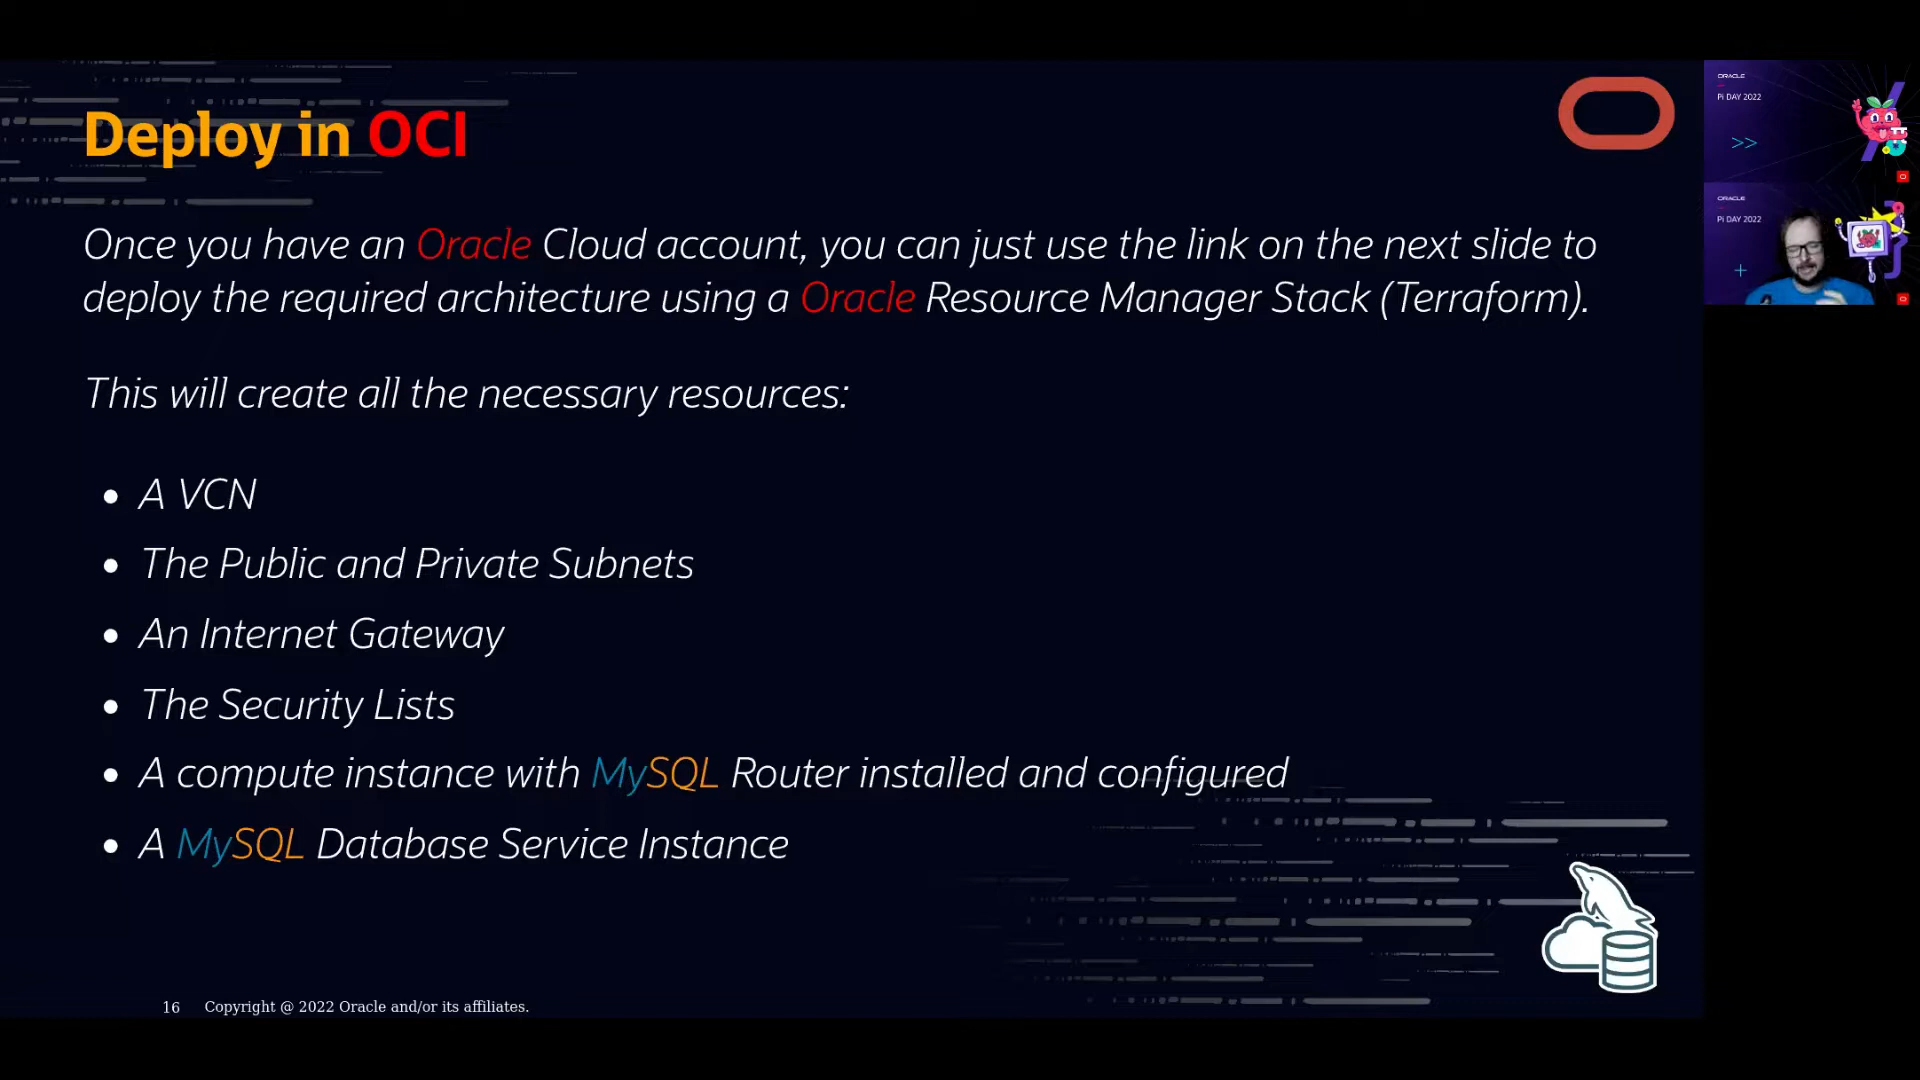 Deploy in OCI
Once you have an Oracle Cloud account, you can just use the link on the next slide to
deploy the required architecture using a Oracle Resource Manager Stack (Terraform).
This will create all the necessary resources:
• A VCN
• The Public and Private Subnets
• An Internet Gateway
• The Security Lists
• A compute instance with MySQL Router installed and configured
• A MySQL Database Service Instance
16 Copyright @ 2022 Oracle and/or its affiliates.
ORACLE
Pi DAY 2022
>>
ORACLE
Pi DAY 2022
+